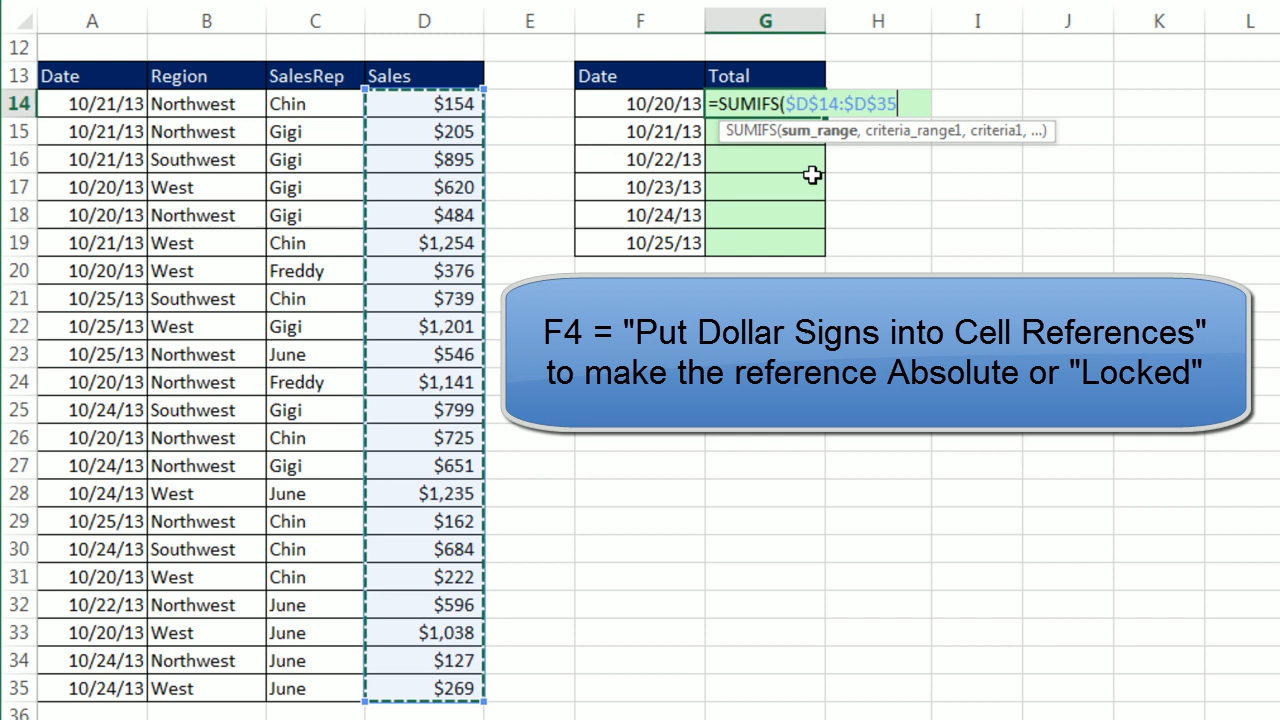 A B C D E F G H I J K L
12
13 Date Region SalesRep Sales Date Total
14 10/21/13 Northwest Chin $154 10/20/13 =SUMIFS($D$14:$D$35
15 10/21/13 Northwest Gigi $205 10/21/13 SUMIFS(sum_range, criteria_range1, criteria1, ...)
16 10/21/13 Southwest Gigi $895 10/22/13
17 10/20/13 West Gigi $620 10/23/13
18 10/20/13 Northwest Gigi $484 10/24/13
19 10/21/13 West Chin $1,254 10/25/13
20 10/20/13 West Freddy $376
21 10/25/13 Southwest Chin $739
22 10/25/13 West Gigi $1,201
23 10/25/13 Northwest June $546
24 10/20/13 Northwest Freddy $1,141
25 10/24/13 Southwest Gigi $799
26 10/20/13 Northwest Chin $725
27 10/24/13 Northwest Gigi $651
28 10/24/13 West June $1,235
29 10/25/13 Northwest Chin $162
30 10/24/13 Southwest Chin $684
31 10/20/13 West Chin $222
32 10/22/13 Northwest June $596
33 10/20/13 West June $1,038
34 10/24/13 Northwest June $127
35 10/24/13 West June $269
36
F4 = "Put Dollar Signs into Cell References"
to make the reference Absolute or "Locked"